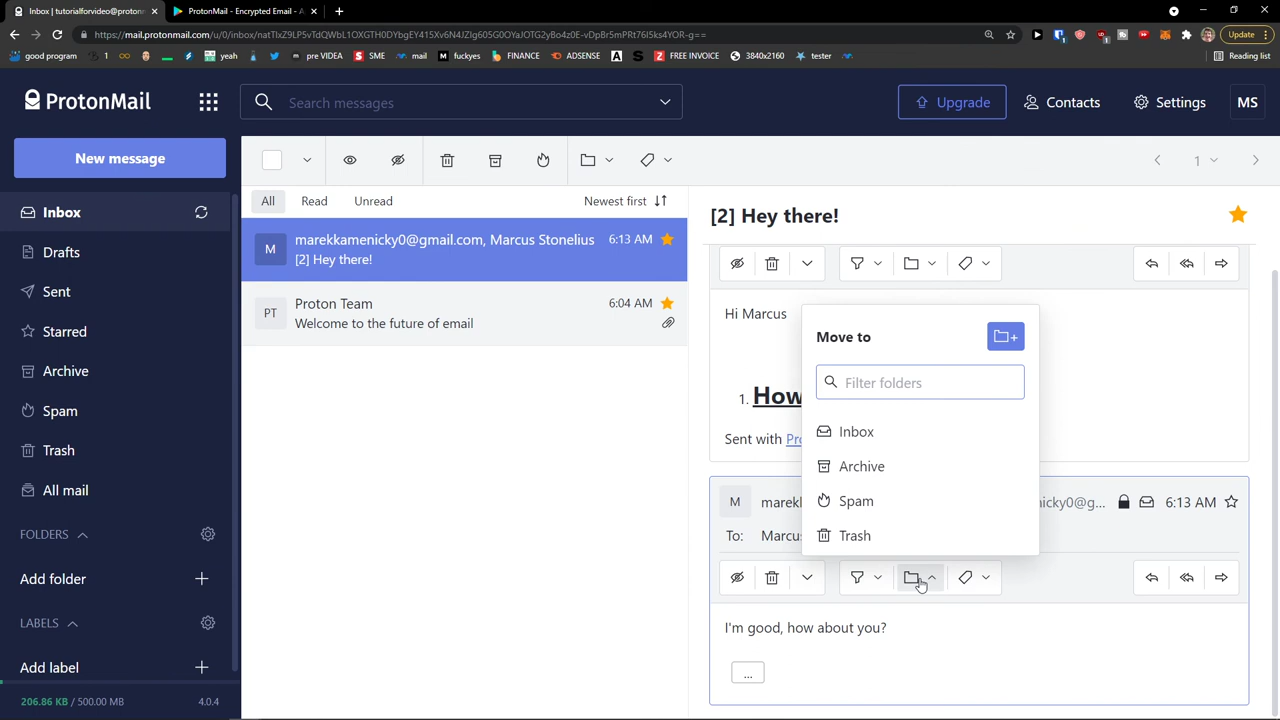 Inbox | tutorialforvideo@proton
ProtonMail - Encrypted Email - A
https://mail.protonmail.com/u/0/inbox/
Update
good program
1
yeah
pre VIDEA
SME
mail
fuckyes
FINANCE
ADSENSE
FREE INVOICE
3840x2160
tester
Reading list
ProtonMail
Search messages
Upgrade
Contacts
Settings
MS
New message
1
Inbox
All
Read
Unread
Newest first
[2] Hey there!
M
marekkamenicky0@gmail.com, Marcus Stonelius
6:13 AM
[2] Hey there!
Drafts
Sent
PT
Proton Team
6:04 AM
Welcome to the future of email
Hi Marcus
Starred
Move to
Archive
Filter folders
1. How
Spam
Inbox
Sent with Pr
Trash
Archive
All mail
Spam
M
marek
nicky0@g...
6:13 AM
FOLDERS
Trash
To:
Marcu
Add folder
LABELS
I'm good, how about you?
Add label
...
206.86 KB / 500.00 MB
4.0.4